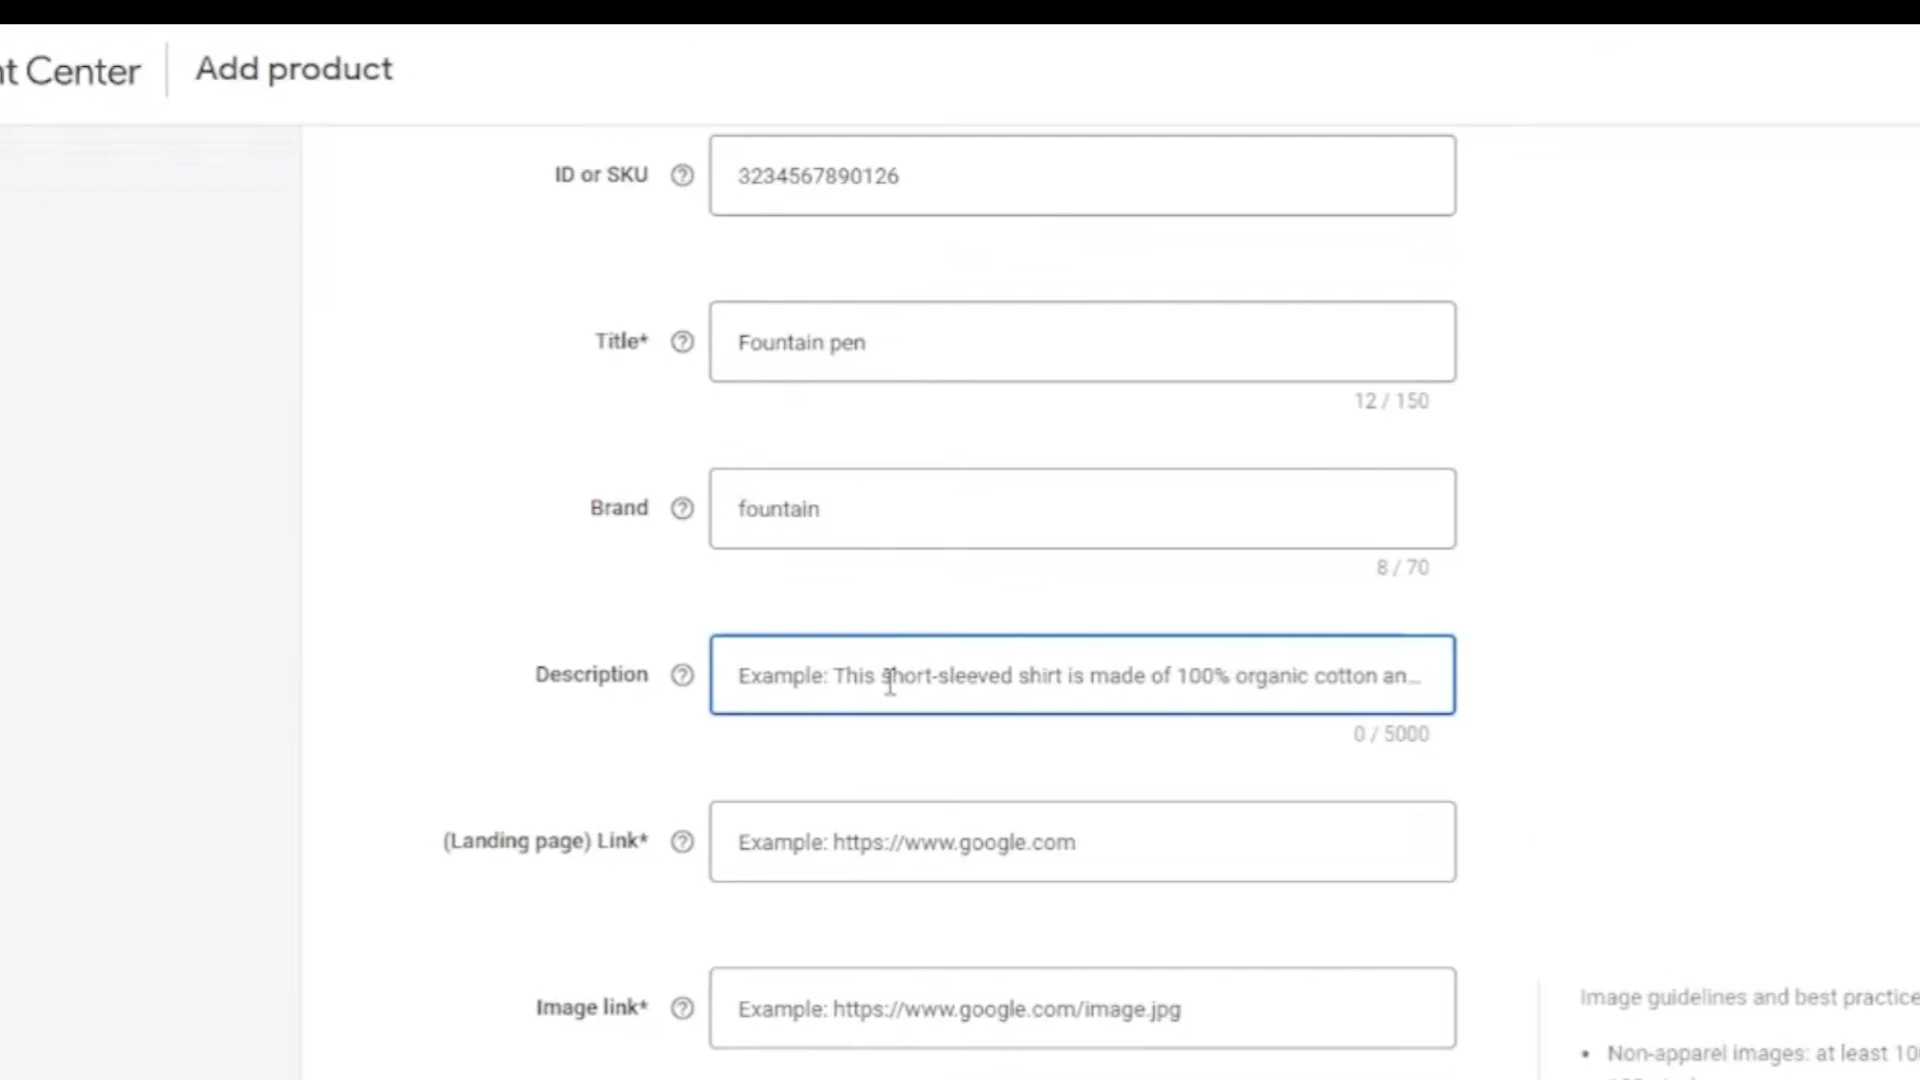 Center
Add product
ID or SKU
3234567890126
Title*
Fountain pen
12 / 150
Brand
fountain
8 / 70
Description
Example: This short-sleeved shirt is made of 100% organic cotton an...
0 / 5000
(Landing page) Link*
Example: https://www.google.com
Image link*
Example: https://www.google.com/image.jpg
Image guidelines and best practice
• Non-apparel images: at least 10